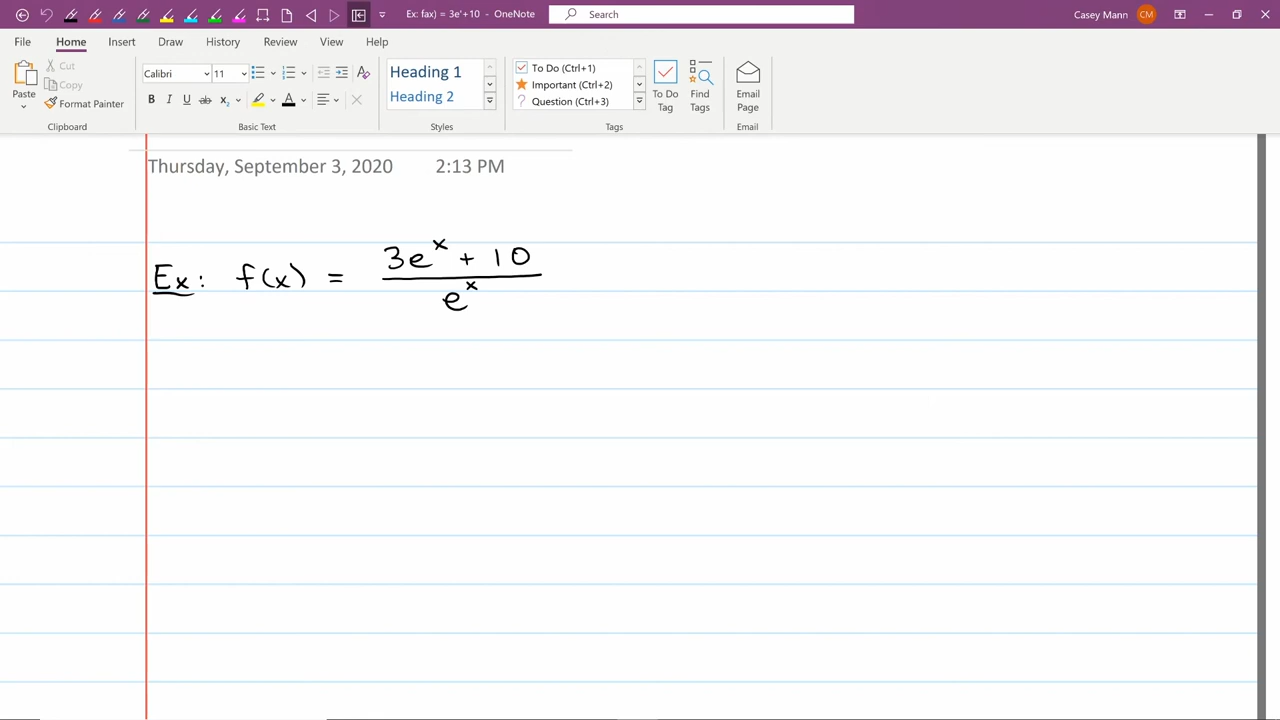 Ex: fax) = 3e'+10 - OneNote
Search
Casey Mann
CM
File Home Insert Draw History Review View Help
Paste
Cut
Copy
Format Painter
Clipboard
Calibri 11
B I U ab x₂ A
Basic Text
Heading 1
Heading 2
Styles
To Do (Ctrl+1)
Important (Ctrl+2)
? Question (Ctrl+3)
Tags
To Do Tag
Find Tags
Email Page
Email
Thursday, September 3, 2020 2:13 PM
Ex: f(x) = (3e^x + 10) / e^x